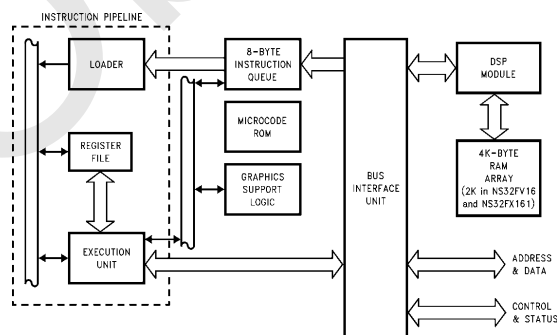 INSTRUCTION PIPELINE
LOADER
8-BYTE
INSTRUCTION
QUEUE
DSP
MODULE
MICROCODE
ROM
REGISTER
FILE
BUS
INTERFACE
UNIT
4K-BYTE
RAM
ARRAY
(2K in NS32FV16
and NS32FX161)
GRAPHICS
SUPPORT
LOGIC
EXECUTION
UNIT
ADDRESS
& DATA
CONTROL
& STATUS